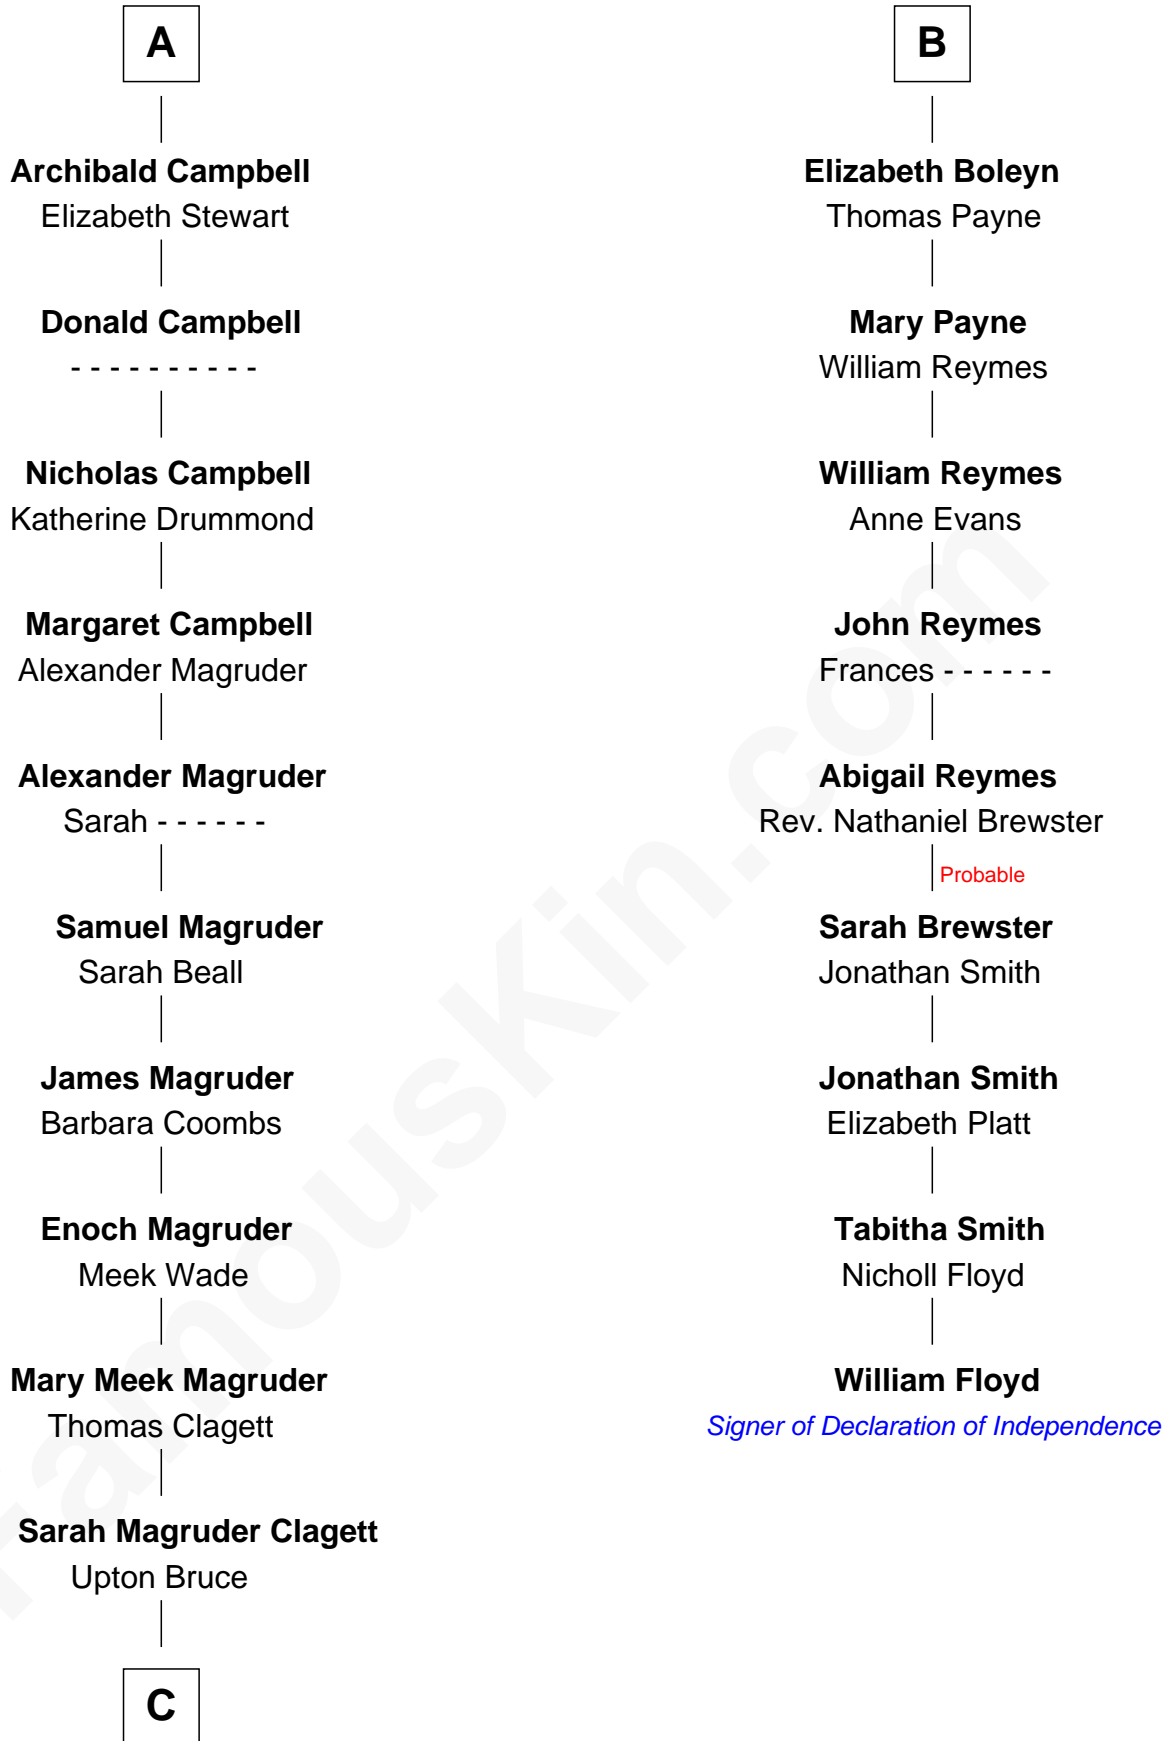 A
Archibald Campbell
Elizabeth Stewart
Donald Campbell
- - - - - - - - - -
Nicholas Campbell
Katherine Drummond
Margaret Campbell
Alexander Magruder
Alexander Magruder
Sarah - - - - - -
Samuel Magruder
Sarah Beall
James Magruder
Barbara Coombs
Enoch Magruder
Meek Wade
Mary Meek Magruder
Thomas Clagett
Sarah Magruder Clagett
Upton Bruce
C
B
Elizabeth Boleyn
Thomas Payne
Mary Payne
William Reymes
William Reymes
Anne Evans
John Reymes
Frances - - - - - -
Abigail Reymes
Rev. Nathaniel Brewster
Probable
Sarah Brewster
Jonathan Smith
Jonathan Smith
Elizabeth Platt
Tabitha Smith
Nicholl Floyd
William Floyd
Signer of Declaration of Independence
FamousKin.com